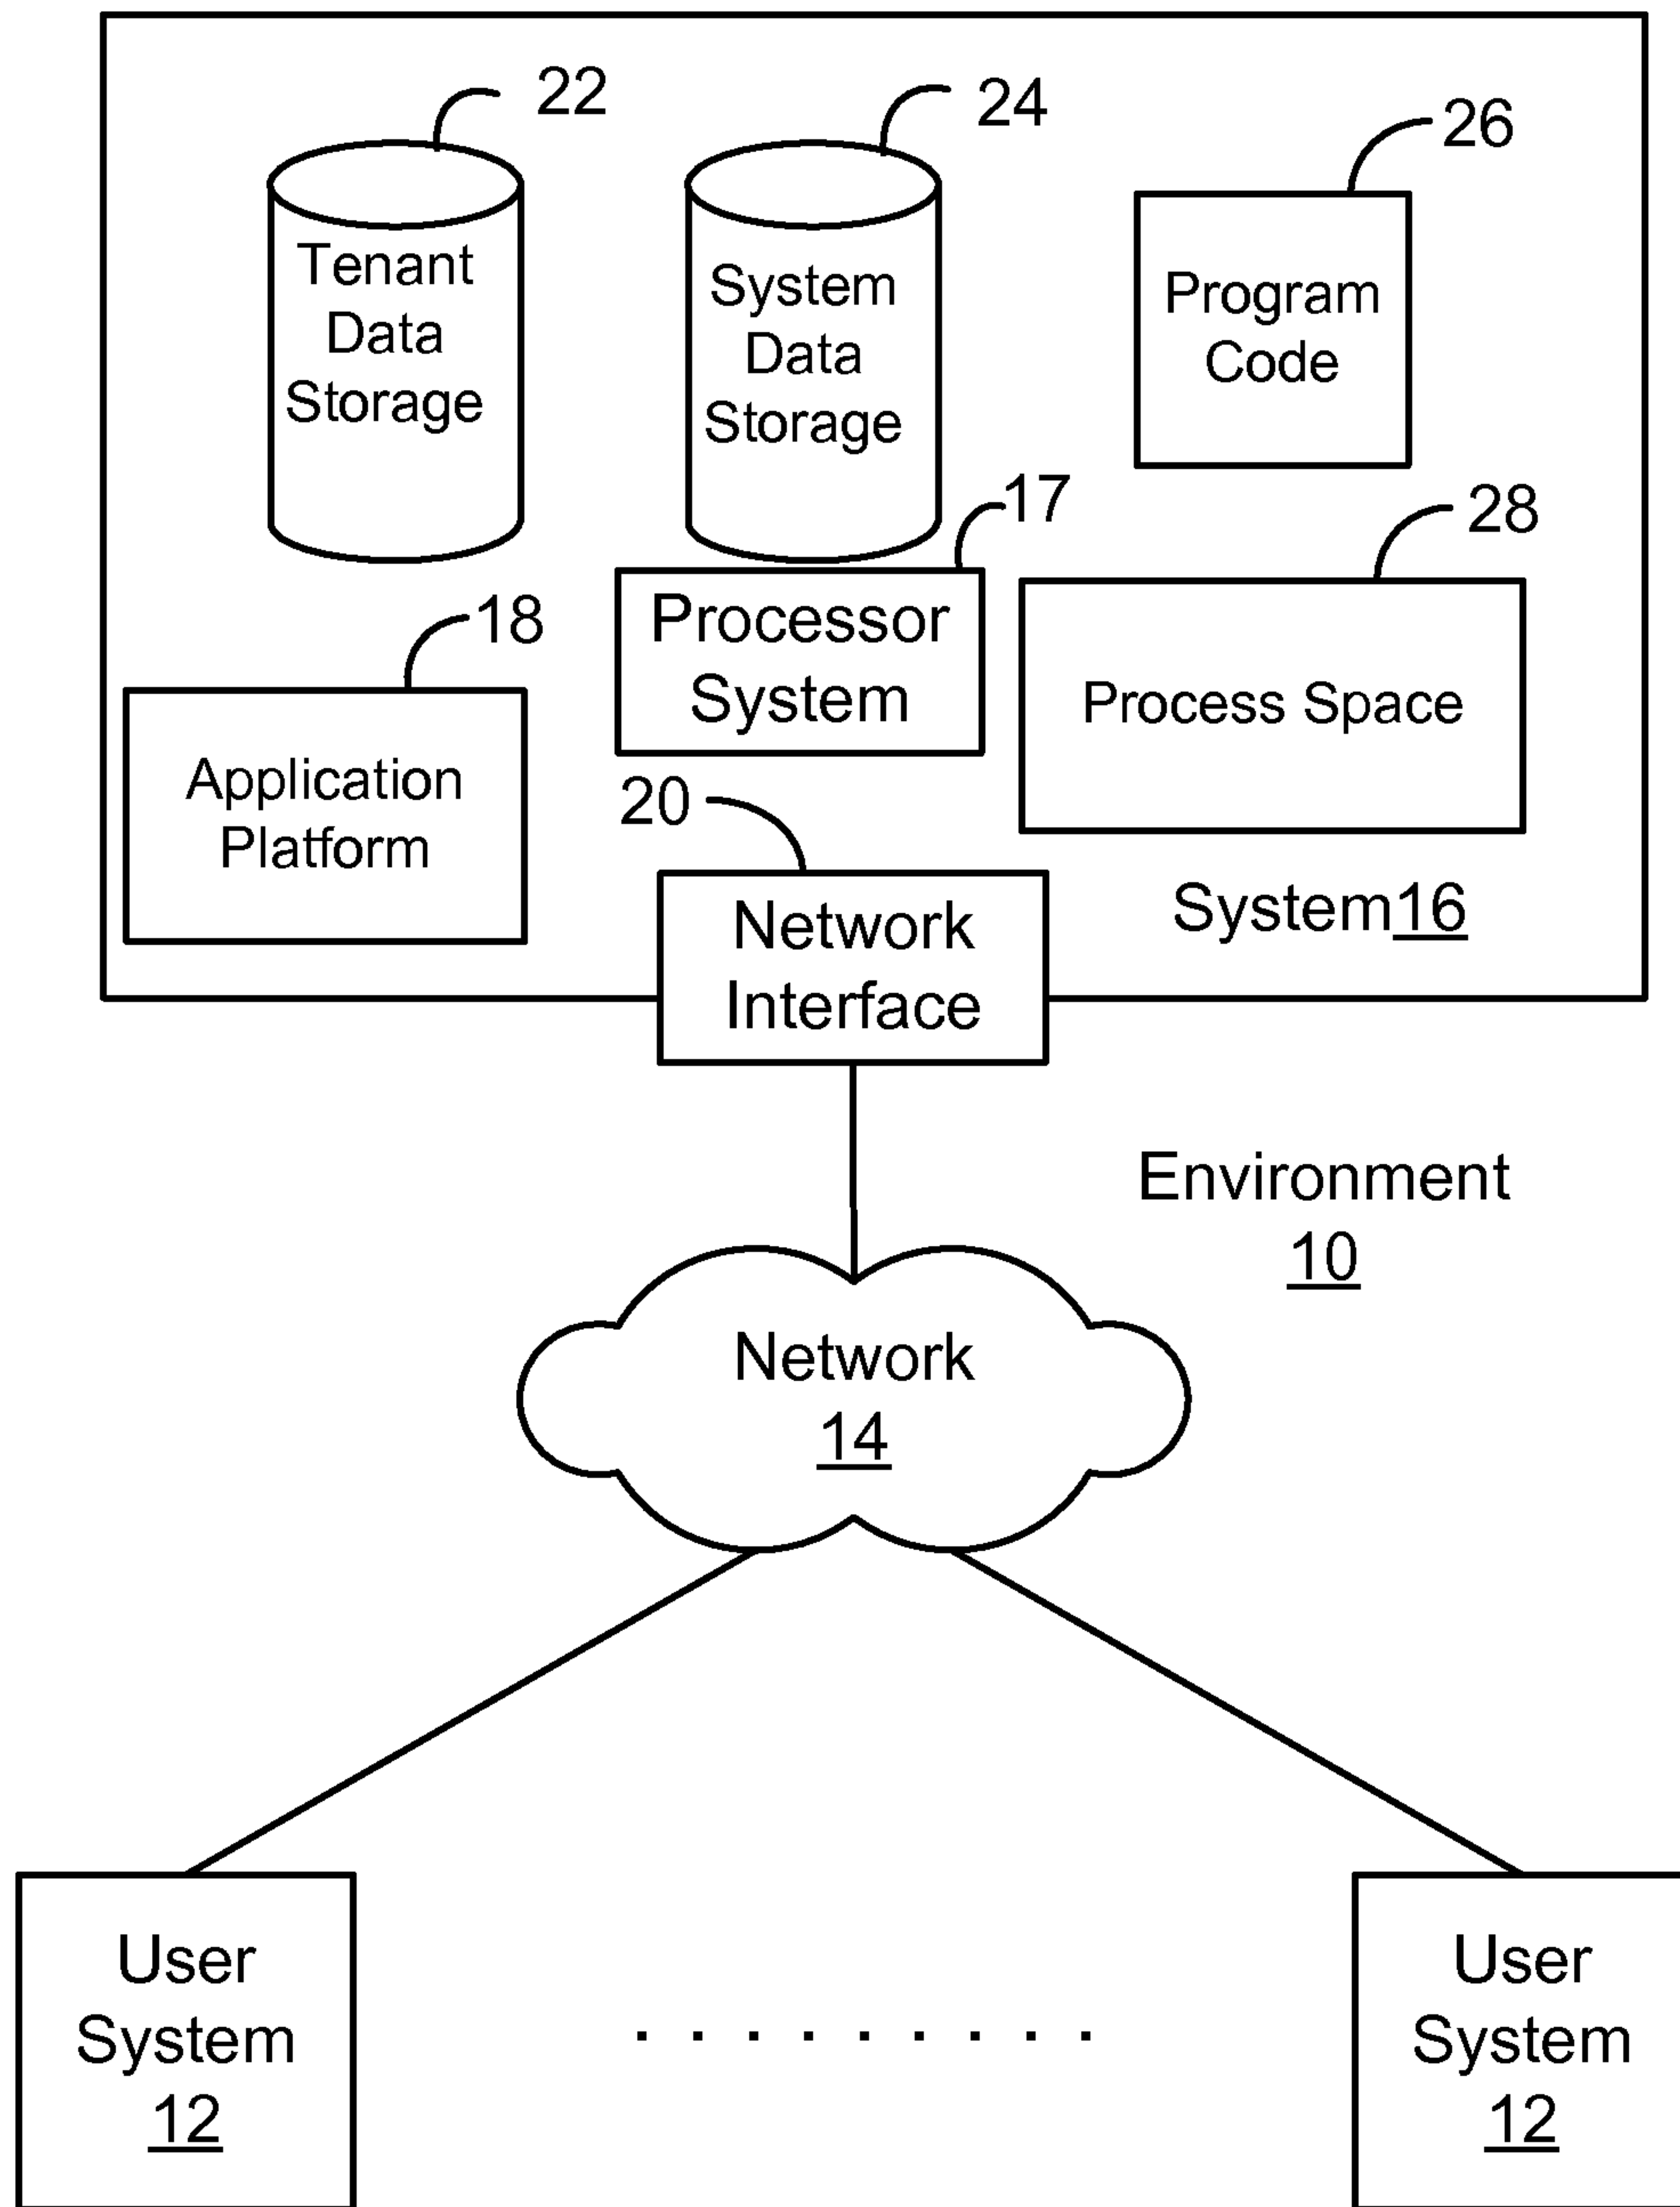 22
24
26
Tenant
Data
Storage
System
Data
Storage
Program
Code
17
28
18
Processor
System
Process Space
Application
Platform
20
Network
Interface
System16
Environment
10
Network
14
User
System
12
. . . . . . . . .
User
System
12